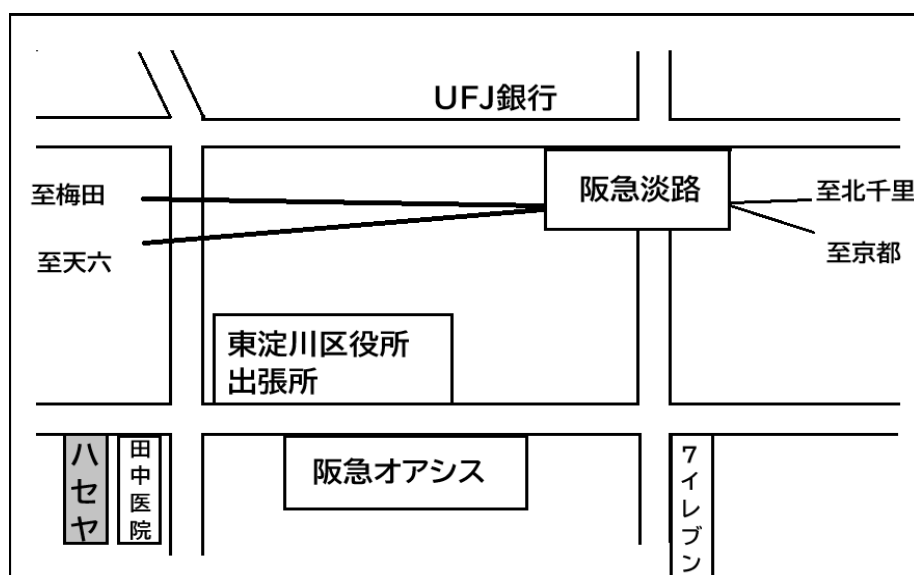 UFJ銀行
阪急淡路
至梅田
至北千里
至天六
至京都
東淀川区役所
出張所
ハセヤ
田中医院
阪急オアシス
7イレブン